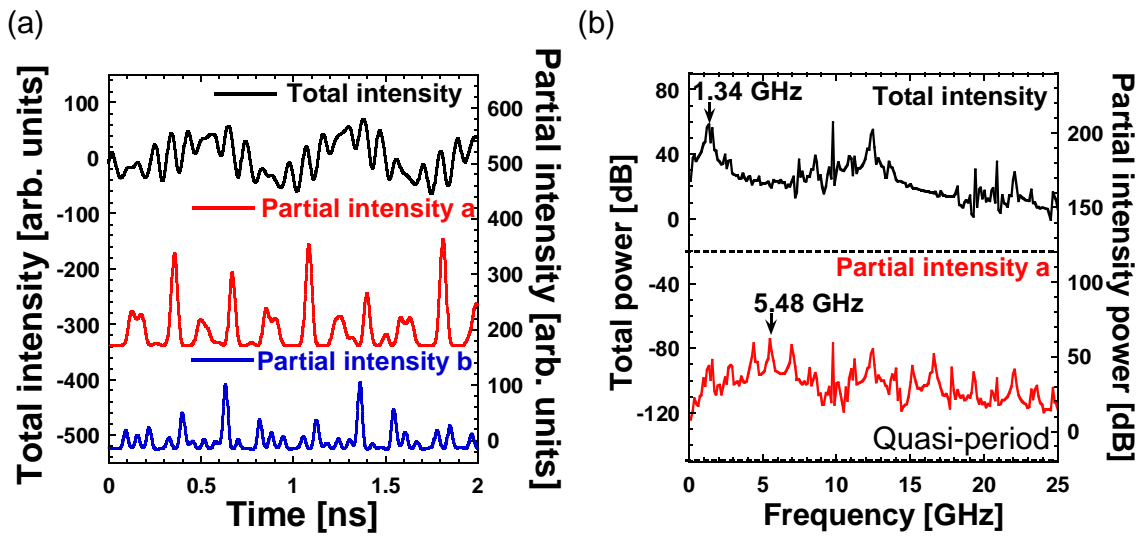 (a)
Total intensity [arb. units]
100
0
-100
-200
-300
-400
-500
Total intensity
Partial intensity a
Partial intensity b
600
500
400
300
200
100
0
Partial intensity [arb. units]
0
0.5
1
1.5
2
Time [ns]
(b)
Total power [dB]
80
40
0
-40
-80
-120
1.34 GHz
Total intensity
Partial intensity a
5.48 GHz
Quasi-period
200
150
100
50
0
Partial intensity power [dB]
0
5
10
15
20
25
Frequency [GHz]